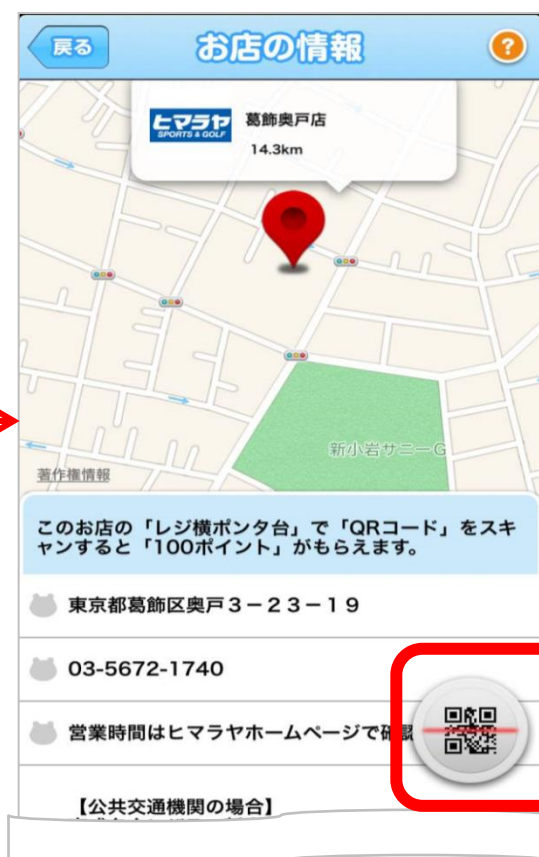 戻る
お店の情報
?
ヒマラヤ
SPORTS & GOLF
葛飾奥戸店
14.3km
新小岩サニーG
著作権情報
このお店の「レジ横ポンタ台」で「QRコード」をスキ
ャンすると「100ポイント」がもらえます。
東京都葛飾区奥戸3－23－19
03-5672-1740
営業時間はヒマラヤホームページで確認
【公共交通機関の場合】